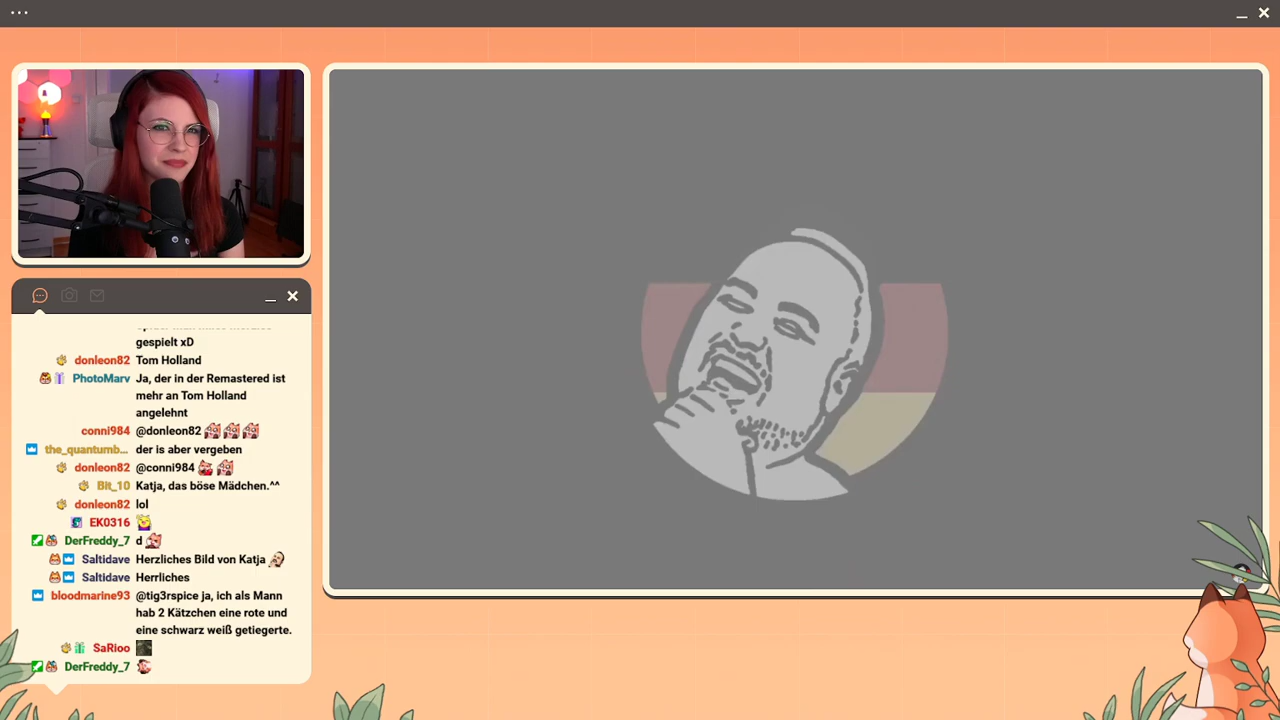 gespielt xD
donleon82 Tom Holland
PhotoMarv Ja, der in der Remastered ist
mehr an Tom Holland
angelehnt
conni984 @donleon82
the_quantumb... der is aber vergeben
donleon82 @conni984
Bit_10 Katja, das böse Mädchen.^^
donleon82 lol
EK0316
DerFreddy_7 d
Saltidave Herzliches Bild von Katja
Saltidave Herrliches
bloodmarine93 @tig3rspice ja, ich als Mann
hab 2 Kätzchen eine rote und
eine schwarz weiß getiegerte.
SaRioo
DerFreddy_7